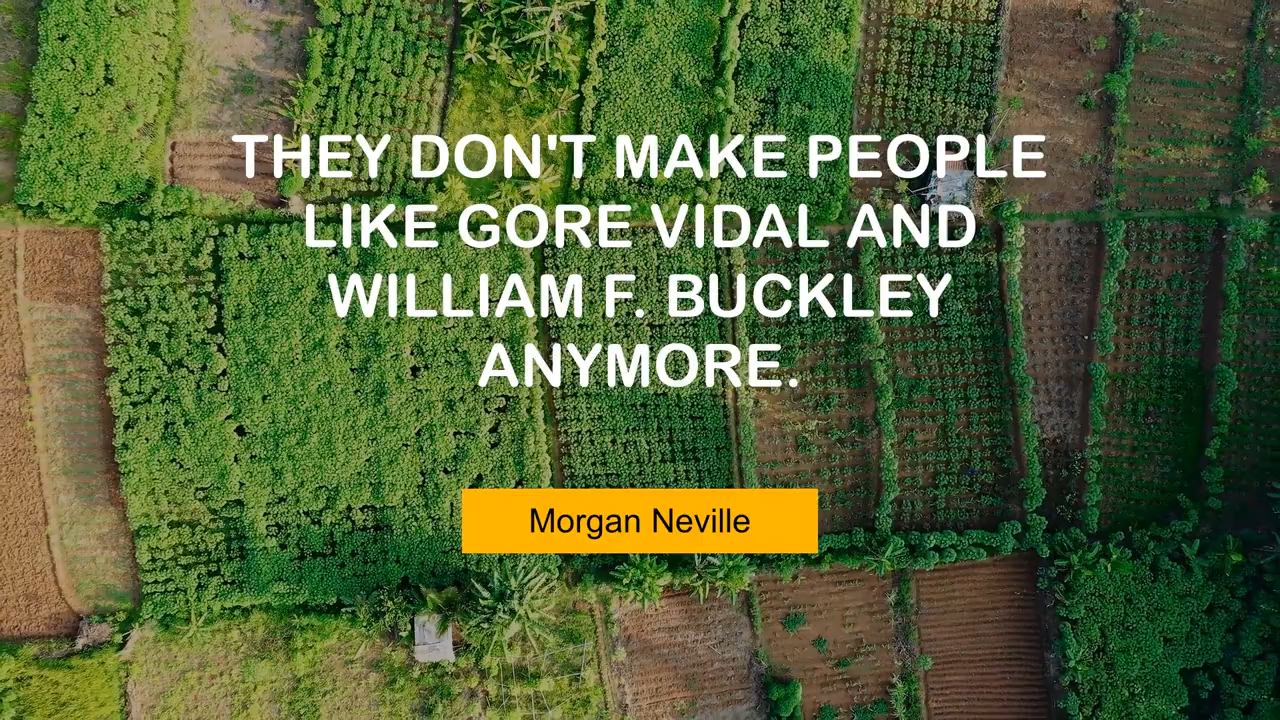 THEY DON'T MAKE PEOPLE
LIKE GORE VIDAL AND
WILLIAM F. BUCKLEY
ANYMORE.
Morgan Neville